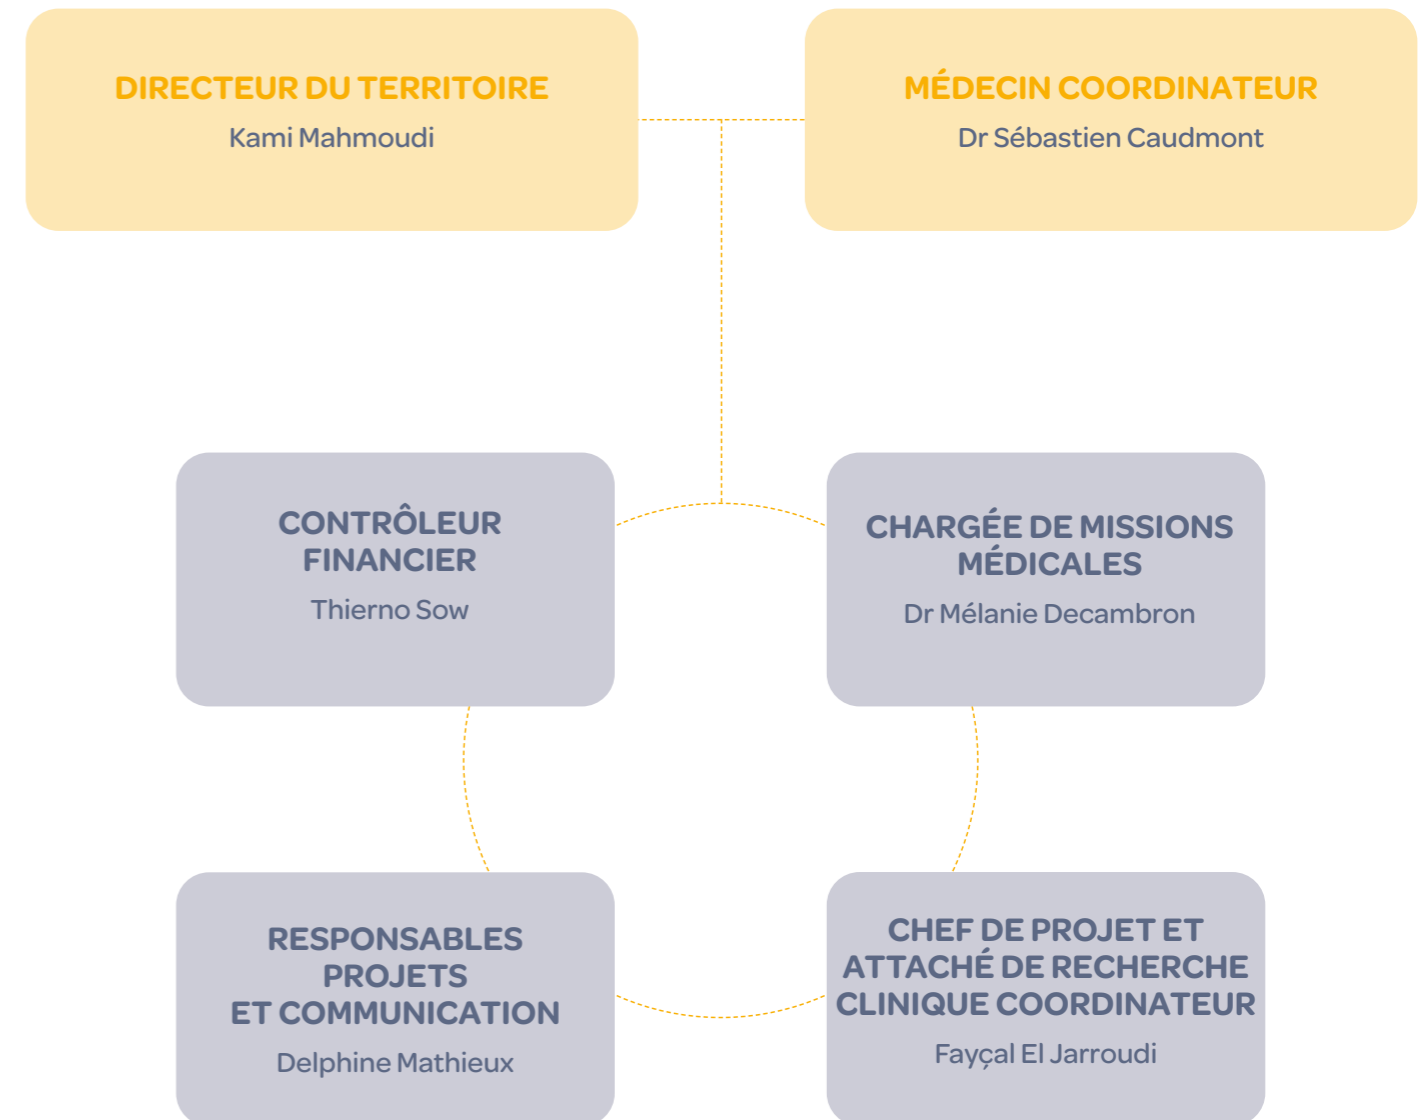 DIRECTEUR DU TERRITOIRE
Kami Mahmoudi
MÉDECIN COORDINATEUR
Dr Sébastien Caudmont
CONTRÔLEUR
FINANCIER
Thierno Sow
CHARGÉE DE MISSIONS
MÉDICALES
Dr Mélanie Decambron
RESPONSABLES
PROJETS
ET COMMUNICATION
Delphine Mathieux
CHEF DE PROJET ET
ATTACHÉ DE RECHERCHE
CLINIQUE COORDINATEUR
Fayçal El Jarroudi